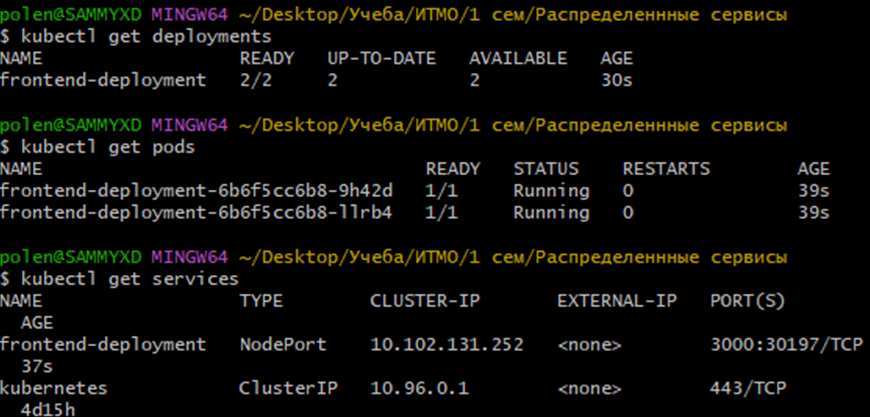 polen@SAMMYXD MINGW64 ~/Desktop/Учеба/ИТМО/1 сем/Распределеннные сервисы
$ kubectl get deployments
NAME READY UP-TO-DATE AVAILABLE AGE
frontend-deployment 2/2 2 2 30s
polen@SAMMYXD MINGW64 ~/Desktop/Учеба/ИТМО/1 сем/Распределеннные сервисы
$ kubectl get pods
NAME READY STATUS RESTARTS AGE
frontend-deployment-6b6f5cc6b8-9h42d 1/1 Running 0 39s
frontend-deployment-6b6f5cc6b8-llrb4 1/1 Running 0 39s
polen@SAMMYXD MINGW64 ~/Desktop/Учеба/ИТМО/1 сем/Распределеннные сервисы
$ kubectl get services
NAME TYPE CLUSTER-IP EXTERNAL-IP PORT(S)
AGE
frontend-deployment NodePort 10.102.131.252 <none> 3000:30197/TCP
37s
kubernetes ClusterIP 10.96.0.1 <none> 443/TCP
4d15h